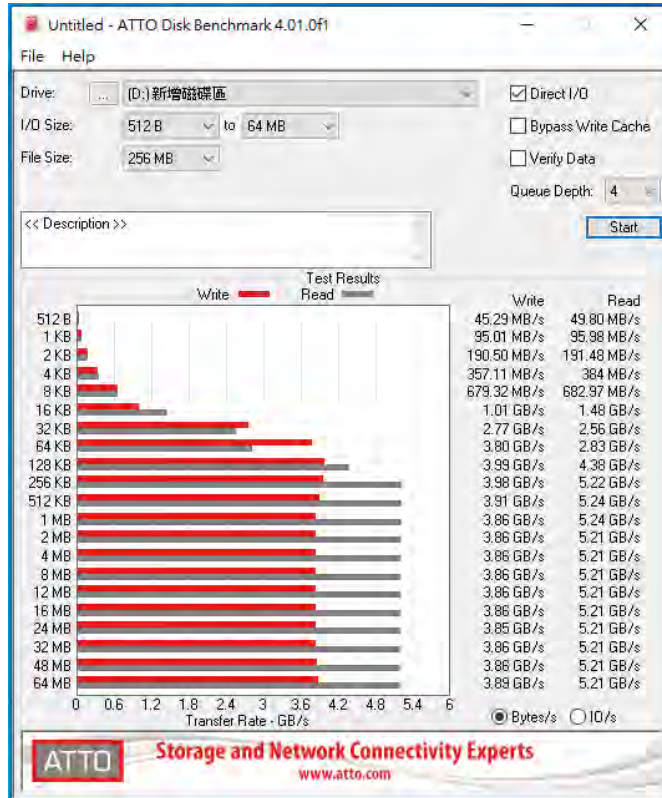 Untitled - ATTO Disk Benchmark 4.01.0f1
File Help
Drive: ... (D:)新增磁碟區 Direct I/O
I/O Size: 512 B to 64 MB Bypass Write Cache
File Size: 256 MB Verify Data
Queue Depth: 4
<< Description >> Start
Test Results
Write Read Write Read
512 B 45.29 MB/s 49.80 MB/s
1 KB 95.01 MB/s 95.98 MB/s
2 KB 190.50 MB/s 191.48 MB/s
4 KB 357.11 MB/s 384 MB/s
8 KB 679.32 MB/s 682.97 MB/s
16 KB 1.01 GB/s 1.48 GB/s
32 KB 2.77 GB/s 2.56 GB/s
64 KB 3.80 GB/s 2.83 GB/s
128 KB 3.99 GB/s 4.38 GB/s
256 KB 3.98 GB/s 5.22 GB/s
512 KB 3.91 GB/s 5.24 GB/s
1 MB 3.86 GB/s 5.24 GB/s
2 MB 3.86 GB/s 5.21 GB/s
4 MB 3.86 GB/s 5.21 GB/s
8 MB 3.86 GB/s 5.21 GB/s
12 MB 3.86 GB/s 5.21 GB/s
16 MB 3.86 GB/s 5.21 GB/s
24 MB 3.85 GB/s 5.21 GB/s
32 MB 3.86 GB/s 5.21 GB/s
48 MB 3.86 GB/s 5.21 GB/s
64 MB 3.89 GB/s 5.21 GB/s
0 0.6 1.2 1.8 2.4 3 3.6 4.2 4.8 5.4 6
Transfer Rate - GB/s Bytes/s IO/s
ATTO Storage and Network Connectivity Experts
www.atto.com